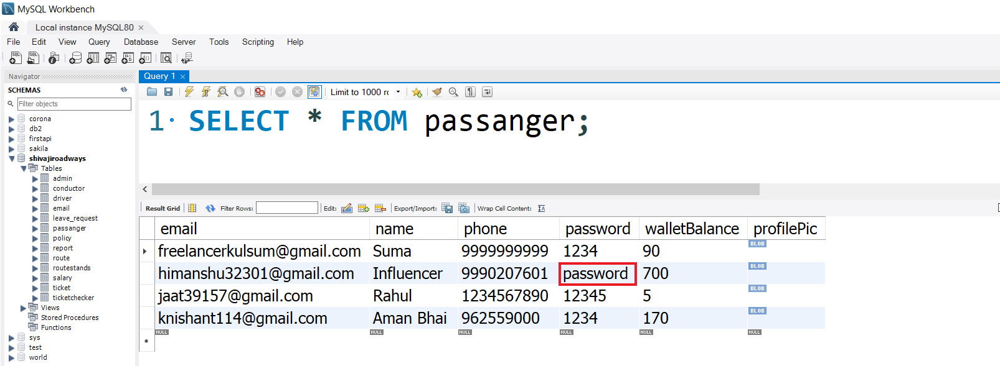 MySQL Workbench
Local instance MySQL80
File Edit View Query Database Server Tools Scripting Help
Navigator
SCHEMAS
Filter objects
corona
db2
firstapi
sakila
shivajiroadways
Tables
admin
conductor
driver
email
leave_request
passanger
policy
report
route
routestands
salary
ticket
ticketchecker
Views
Stored Procedures
Functions
sys
test
world
Query 1
Limit to 1000 rc
1 SELECT * FROM passanger;
Result Grid Filter Rows: Edit: Export/Import: Wrap Cell Content:
email name phone password walletBalance profilePic
freelancerkulsum@gmail.com Suma 9999999999 1234 90 BLOB
himanshu32301@gmail.com Influencer 9990207601 password 700 BLOB
jaat39157@gmail.com Rahul 1234567890 12345 5 BLOB
knishant114@gmail.com Aman Bhai 962559000 1234 170 BLOB
NULL NULL NULL NULL NULL NULL